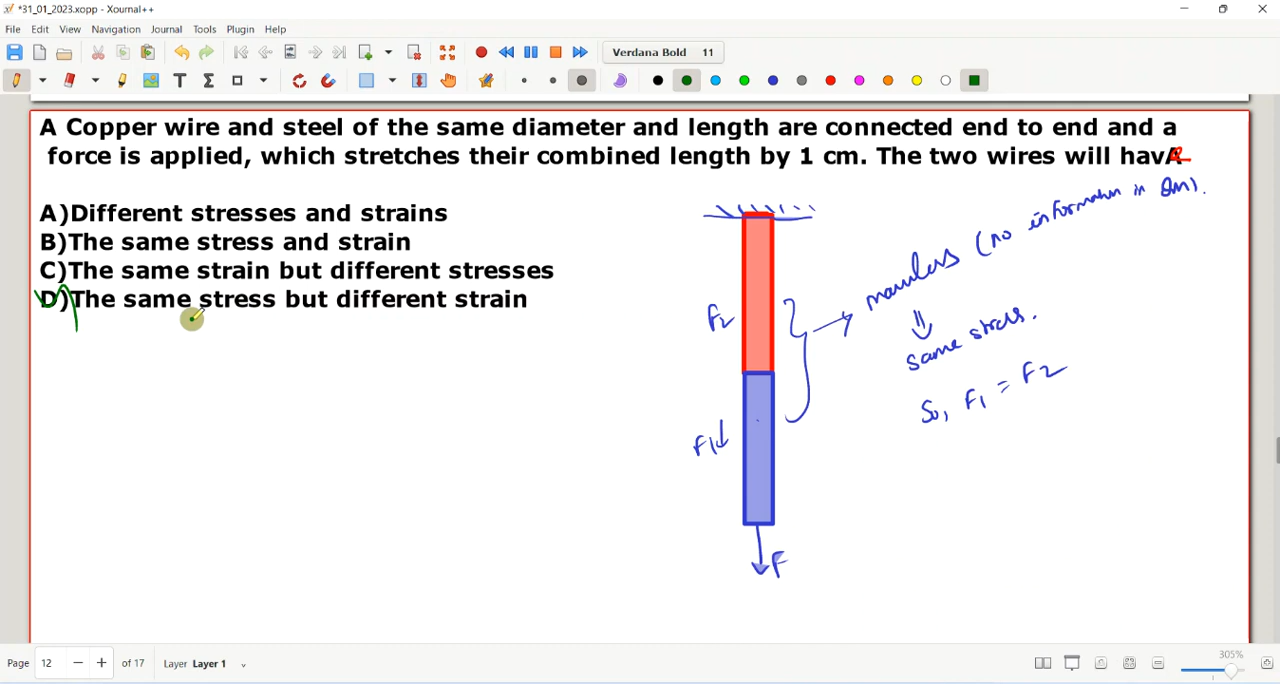 *31_01_2023.xopp - Xournal++
File Edit View Navigation Journal Tools Plugin Help
Verdana Bold 11
A Copper wire and steel of the same diameter and length are connected end to end and a
force is applied, which stretches their combined length by 1 cm. The two wires will hav
A)Different stresses and strains
B)The same stress and strain
C)The same strain but different stresses
D)The same stress but different strain
F2
F1
F
(no information in
same stress.
So, F1 = F2
Page 12 of 17 Layer Layer 1
305%